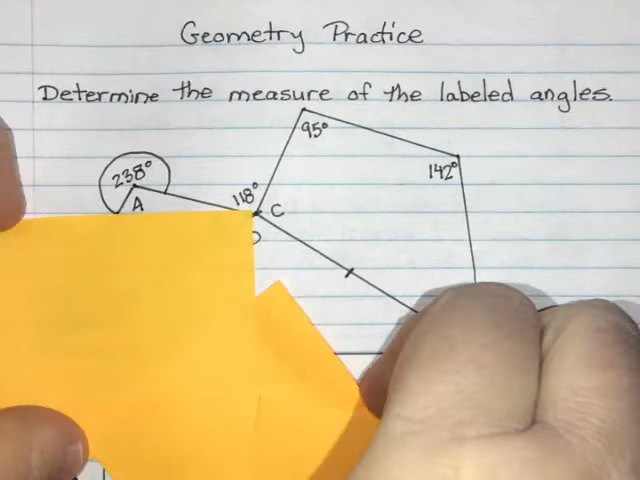 Geometry Practice
Determine the measure of the labeled angles.
95°
142°
238°
118°
A
C